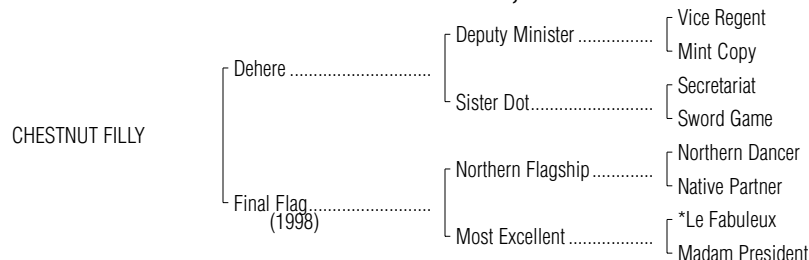 Vice Regent
Deputy Minister ................
Mint Copy
Dehere .............................
Secretariat
Sister Dot...........................
Sword Game
CHESTNUT FILLY
Northern Dancer
Northern Flagship .............
Native Partner
Final Flag...........................
(1998)
*Le Fabuleux
Most Excellent ..................
Madam President